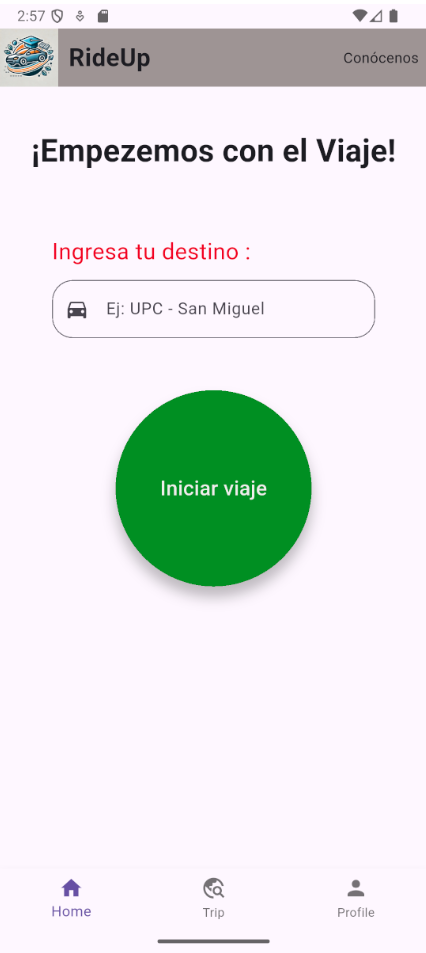 2:57
RideUp
Conócenos
¡Empezemos con el Viaje!
Ingresa tu destino :
Ej: UPC - San Miguel
Iniciar viaje
Home
Trip
Profile